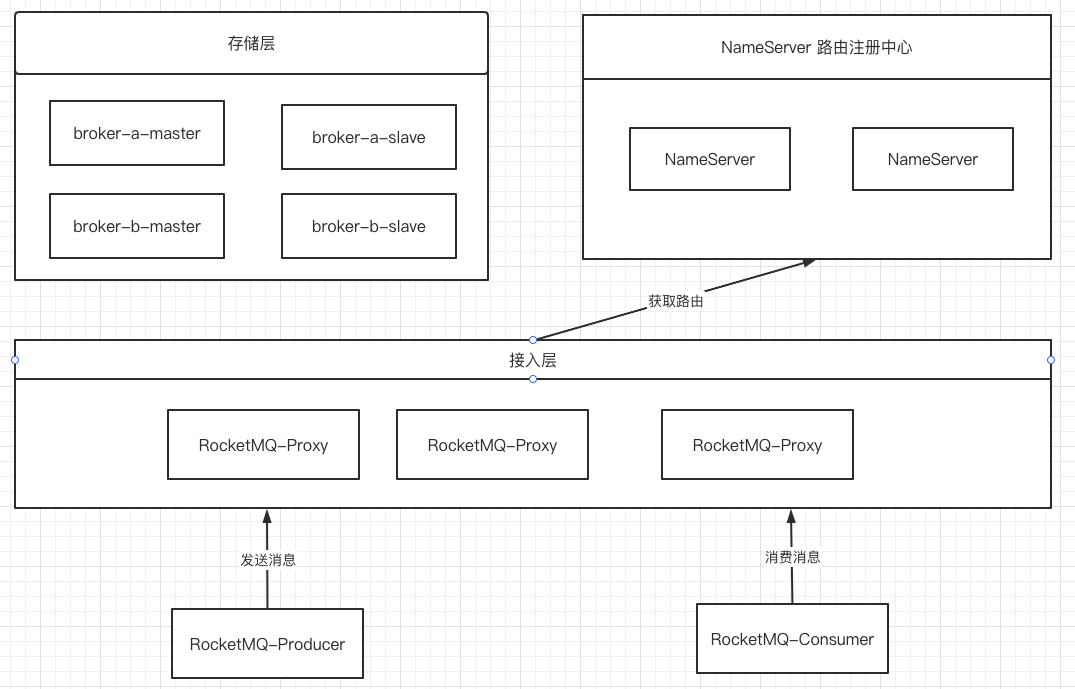 存储层
broker-a-master
broker-a-slave
broker-b-master
broker-b-slave
NameServer 路由注册中心
NameServer
NameServer
获取路由
接入层
RocketMQ-Proxy
RocketMQ-Proxy
RocketMQ-Proxy
发送消息
消费消息
RocketMQ-Producer
RocketMQ-Consumer